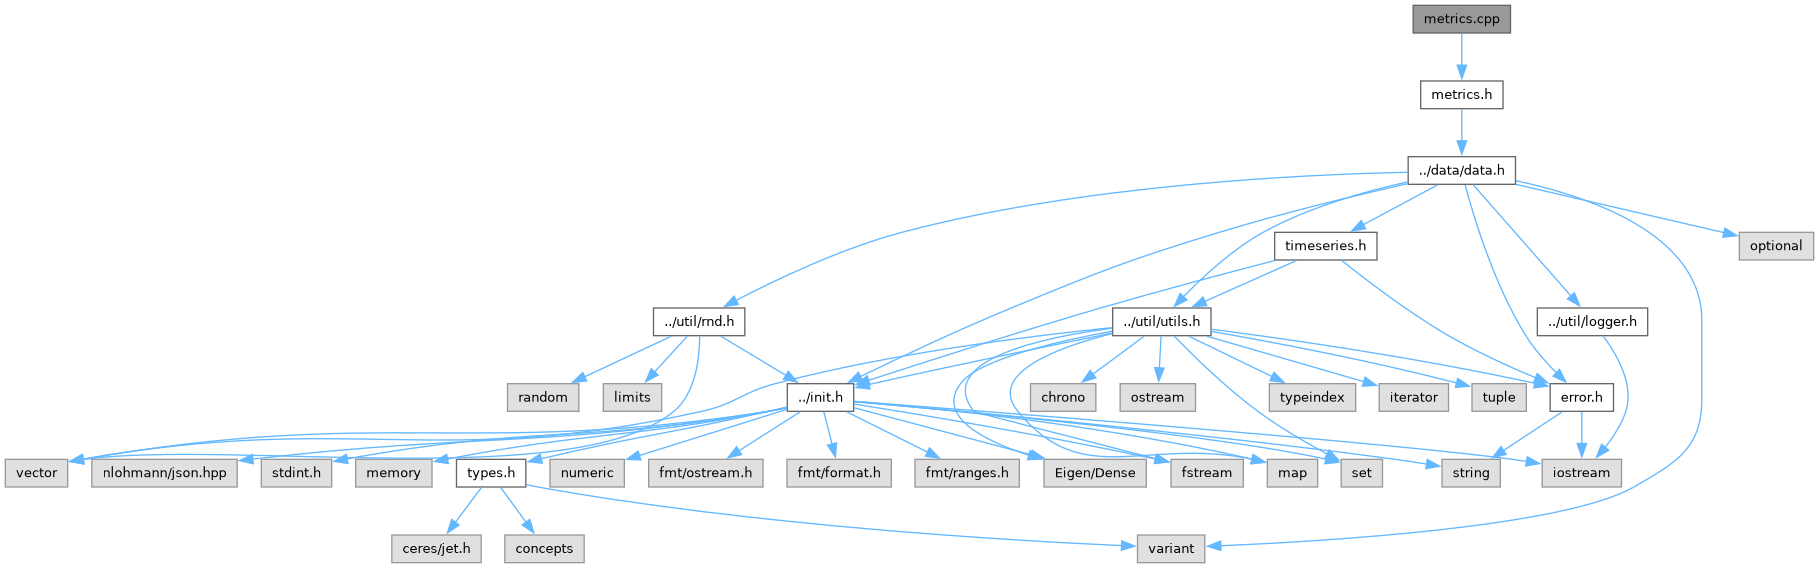 metrics.cpp
metrics.h
../data/data.h
timeseries.h
optional
../util/rnd.h
../util/utils.h
../util/logger.h
random
limits
../init.h
chrono
ostream
typeindex
iterator
tuple
error.h
vector
nlohmann/json.hpp
stdint.h
memory
types.h
numeric
fmt/ostream.h
fmt/format.h
fmt/ranges.h
Eigen/Dense
fstream
map
set
string
iostream
ceres/jet.h
concepts
variant